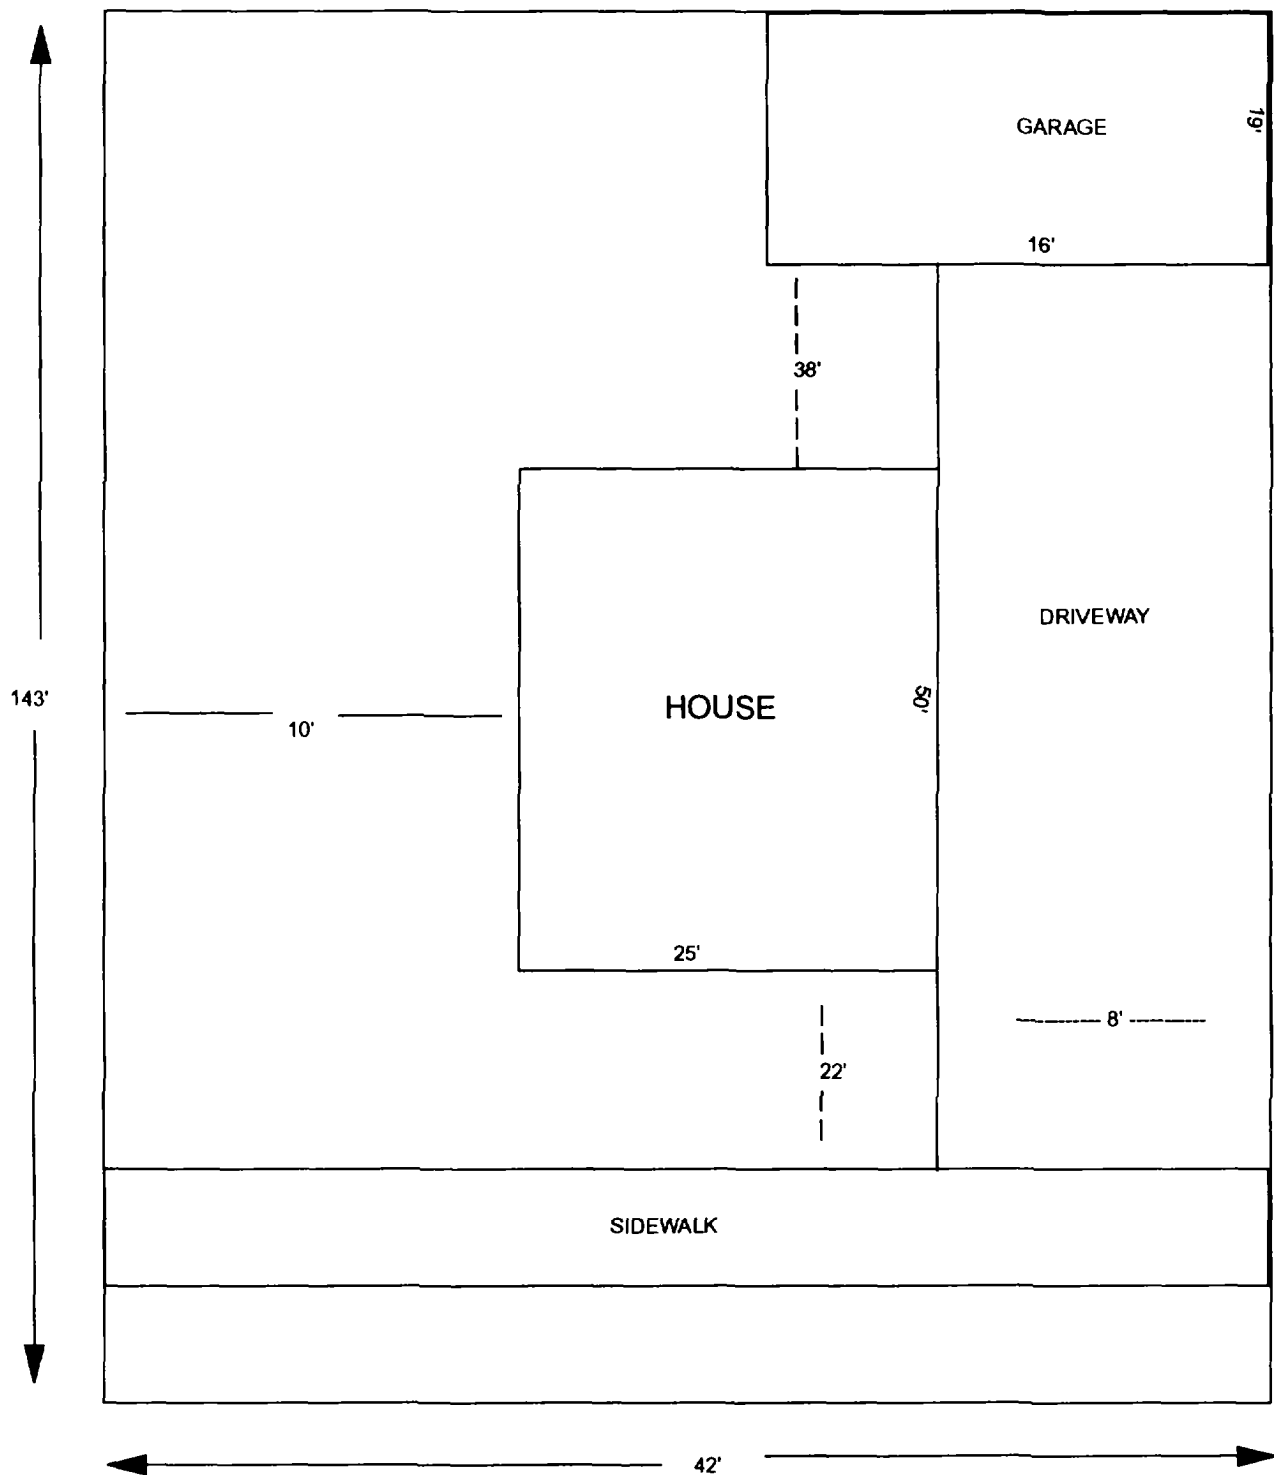 GARAGE
19'
16'
38'
DRIVEWAY
143'
HOUSE
50'
10'
25'
8'
22'
SIDEWALK
42'